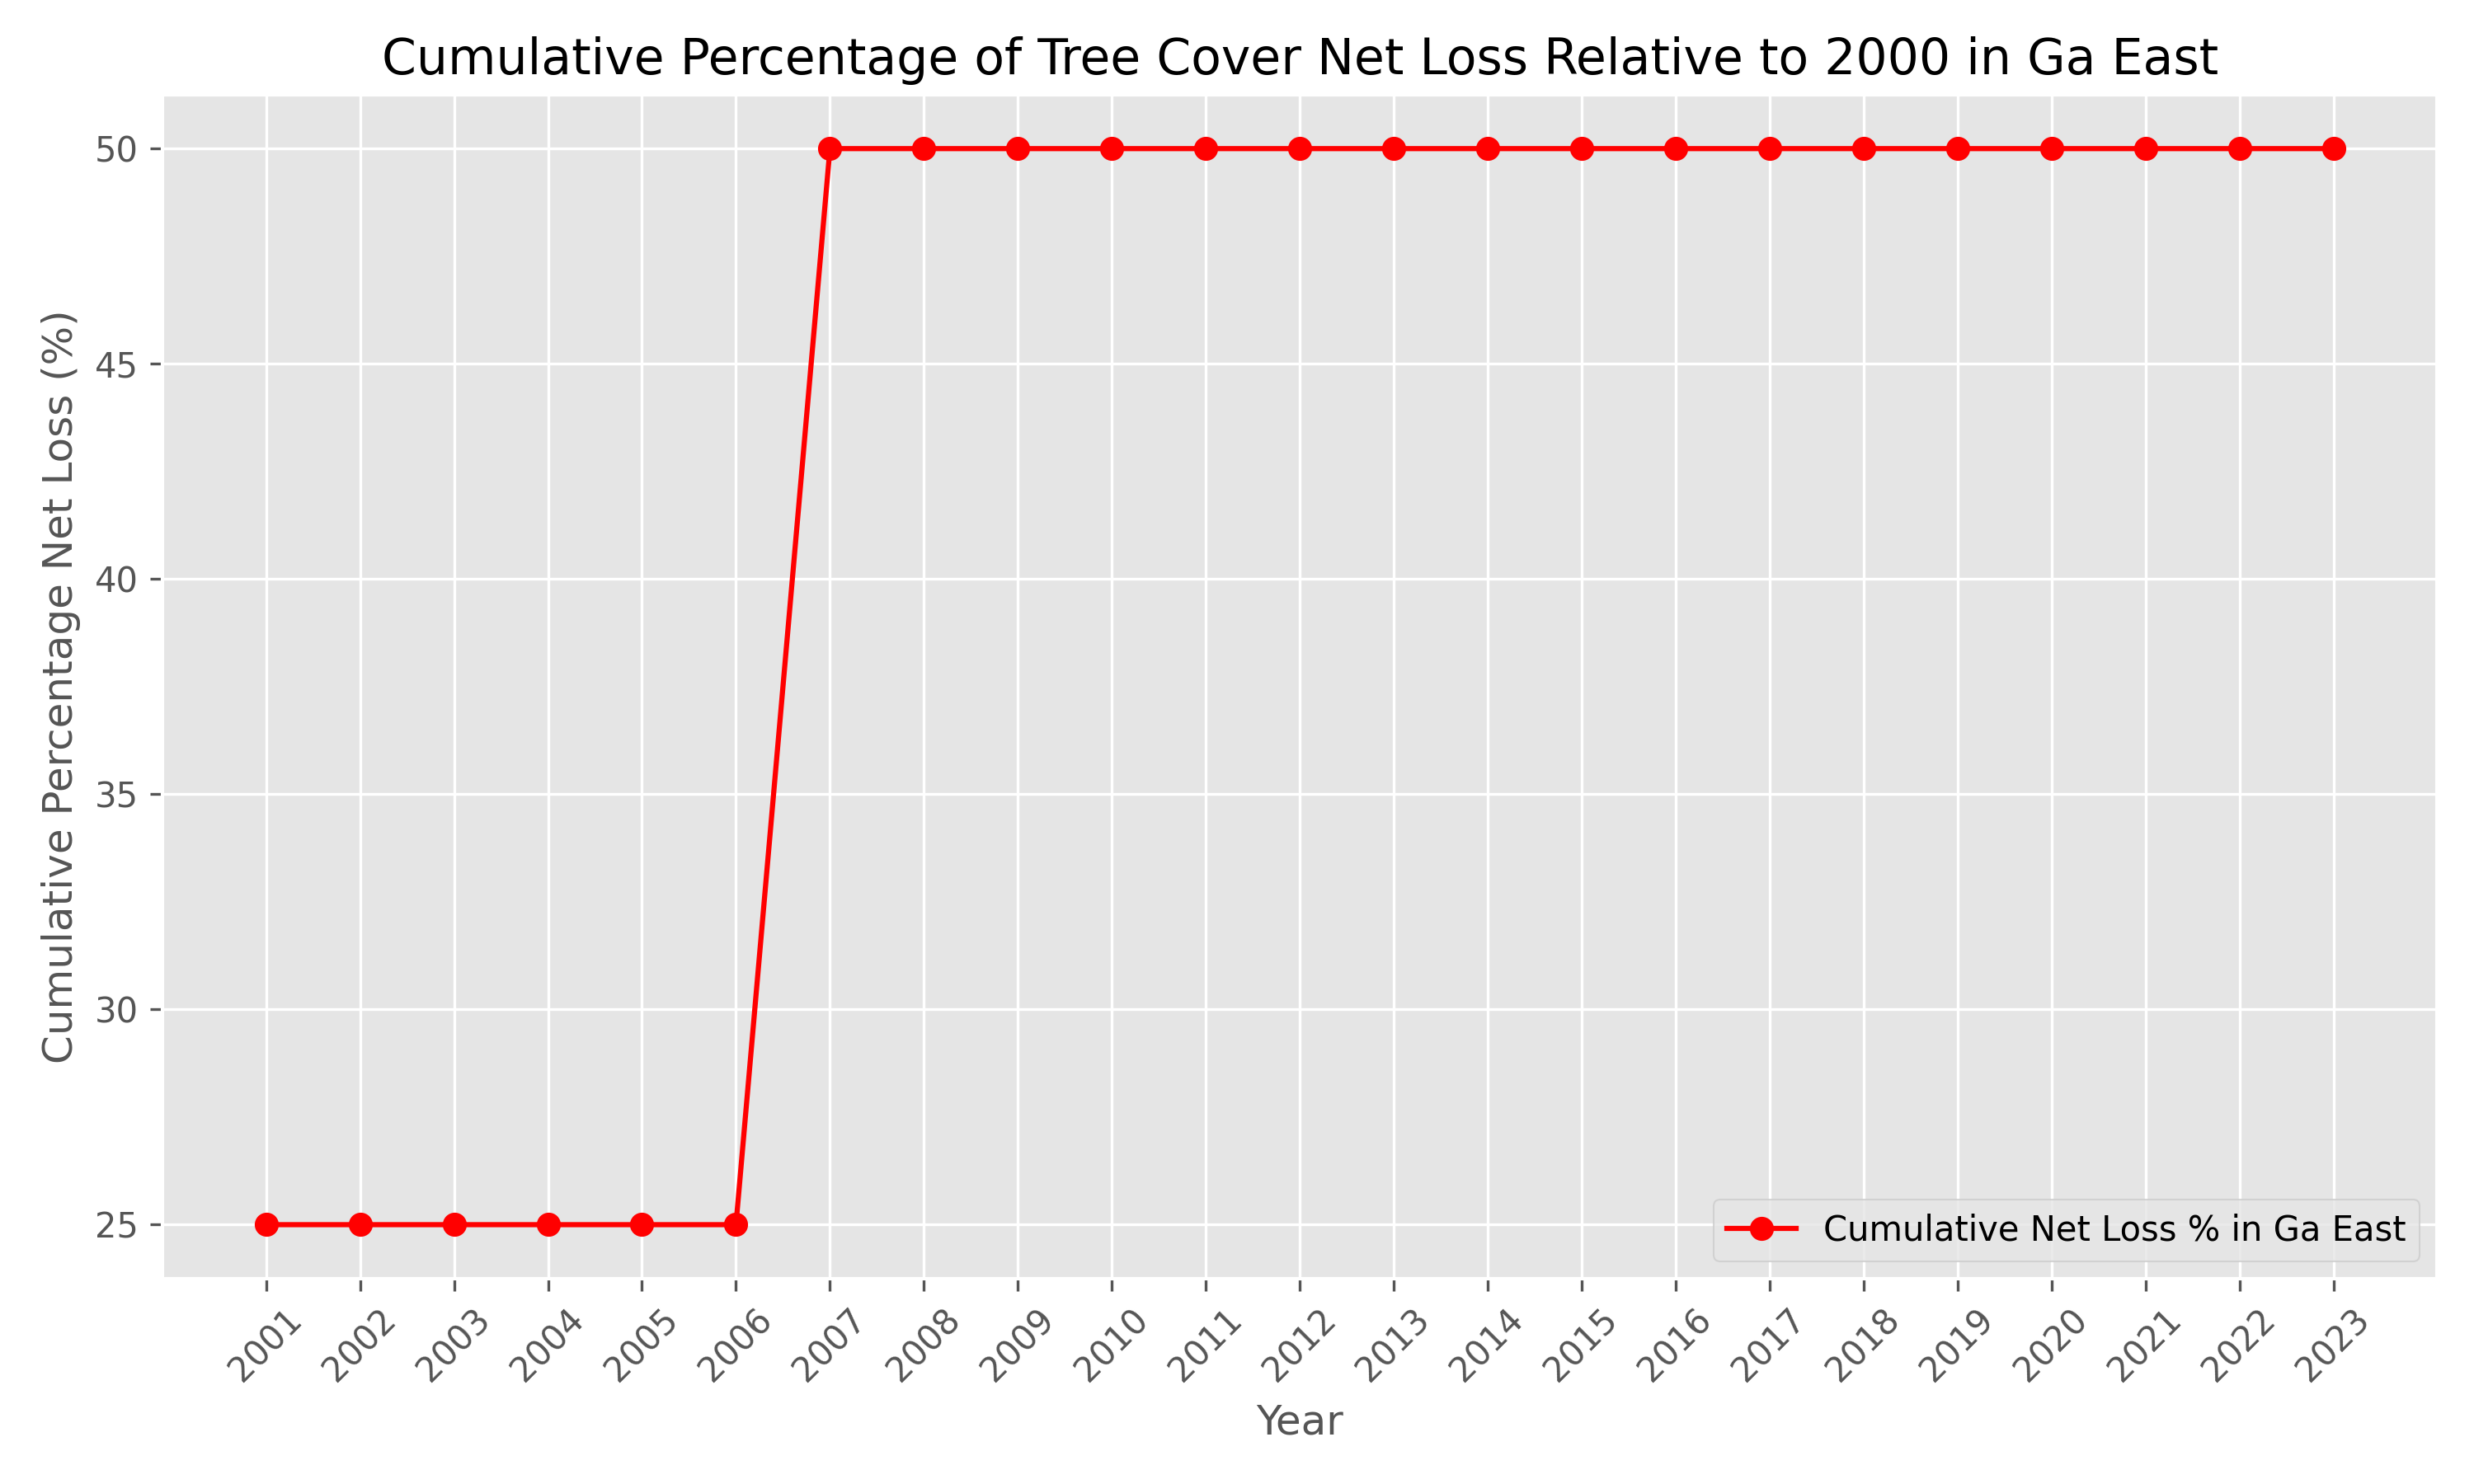 Cumulative Percentage of Tree Cover Net Loss Relative to 2000 in Ga East
Cumulative Percentage Net Loss (%)
50
45
40
35
30
25
Cumulative Net Loss % in Ga East
2001 2002 2003 2004 2005 2006 2007 2008 2009 2010 2011 2012 2013 2014 2015 2016 2017 2018 2019 2020 2021 2022 2023
Year